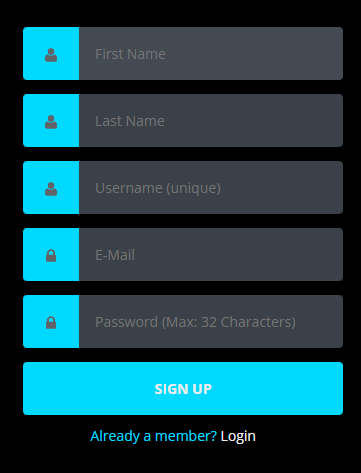 First Name
Last Name
Username (unique)
E-Mail
Password (Max: 32 Characters)
SIGN UP
Already a member? Login